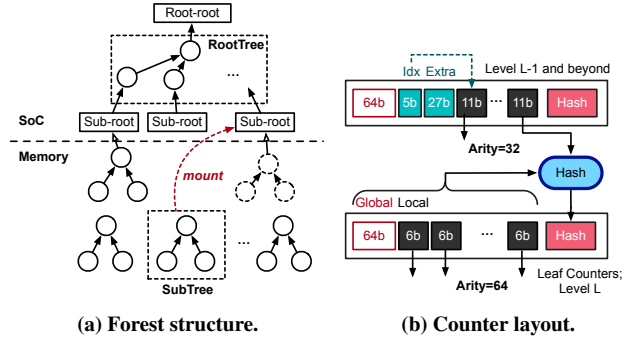 Root-root
RootTree
...
SoC
Sub-root Sub-root Sub-root
Memory
mount
...
SubTree
(a) Forest structure.
Idx Extra
Level L-1 and beyond
64b 5b 27b 11b ... 11b Hash
Arity=32
Hash
Global Local
64b 6b 6b ... 6b Hash
Arity=64
Leaf Counters;
Level L
(b) Counter layout.